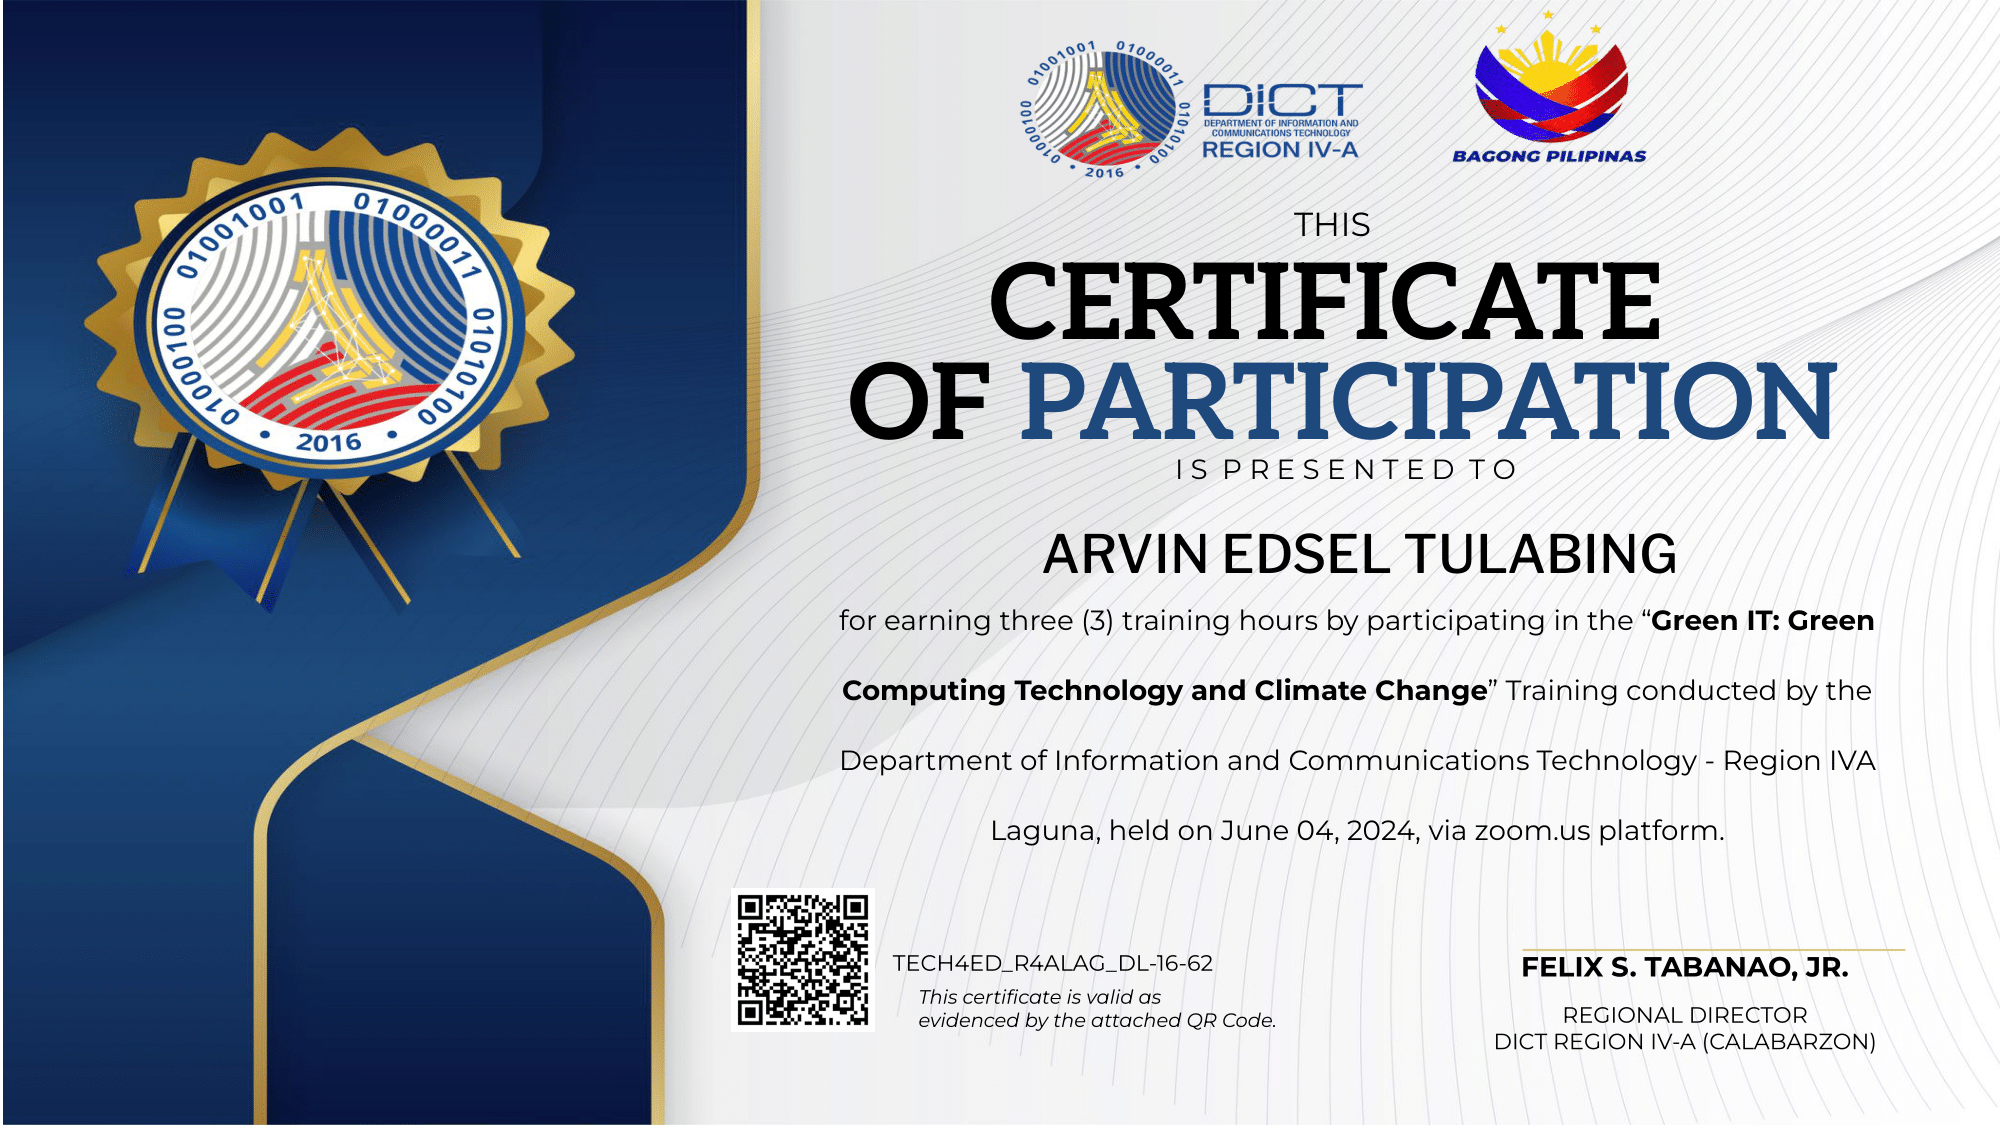 01001001 01000011 01010100 01000100
• 2016 •
DICT
DEPARTMENT OF INFORMATION AND
COMMUNICATIONS TECHNOLOGY
REGION IV-A
BAGONG PILIPINAS
01001001 01000011 01010100 01000100
• 2016 •
THIS
CERTIFICATE
OF PARTICIPATION
IS PRESENTED TO
ARVIN EDSEL TULABING
for earning three (3) training hours by participating in the “Green IT: Green
Computing Technology and Climate Change” Training conducted by the
Department of Information and Communications Technology - Region IVA
Laguna, held on June 04, 2024, via zoom.us platform.
TECH4ED_R4ALAG_DL-16-62
This certificate is valid as
evidenced by the attached QR Code.
FELIX S. TABANAO, JR.
REGIONAL DIRECTOR
DICT REGION IV-A (CALABARZON)